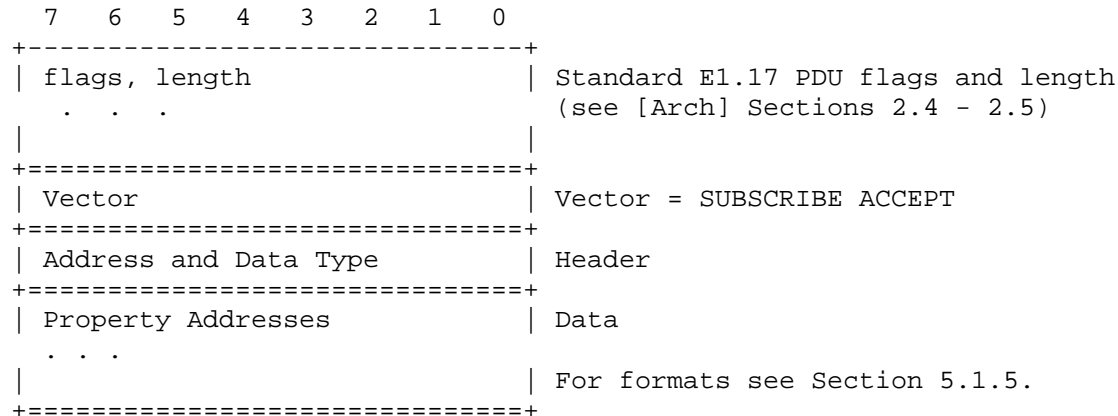 7 6 5 4 3 2 1 0
+-------------------------------+
| flags, length | Standard E1.17 PDU flags and length
. . . (see [Arch] Sections 2.4 - 2.5)
| |
+===============================+
| Vector | Vector = SUBSCRIBE ACCEPT
+===============================+
| Address and Data Type | Header
+===============================+
| Property Addresses | Data
. . .
| | For formats see Section 5.1.5.
+===============================+